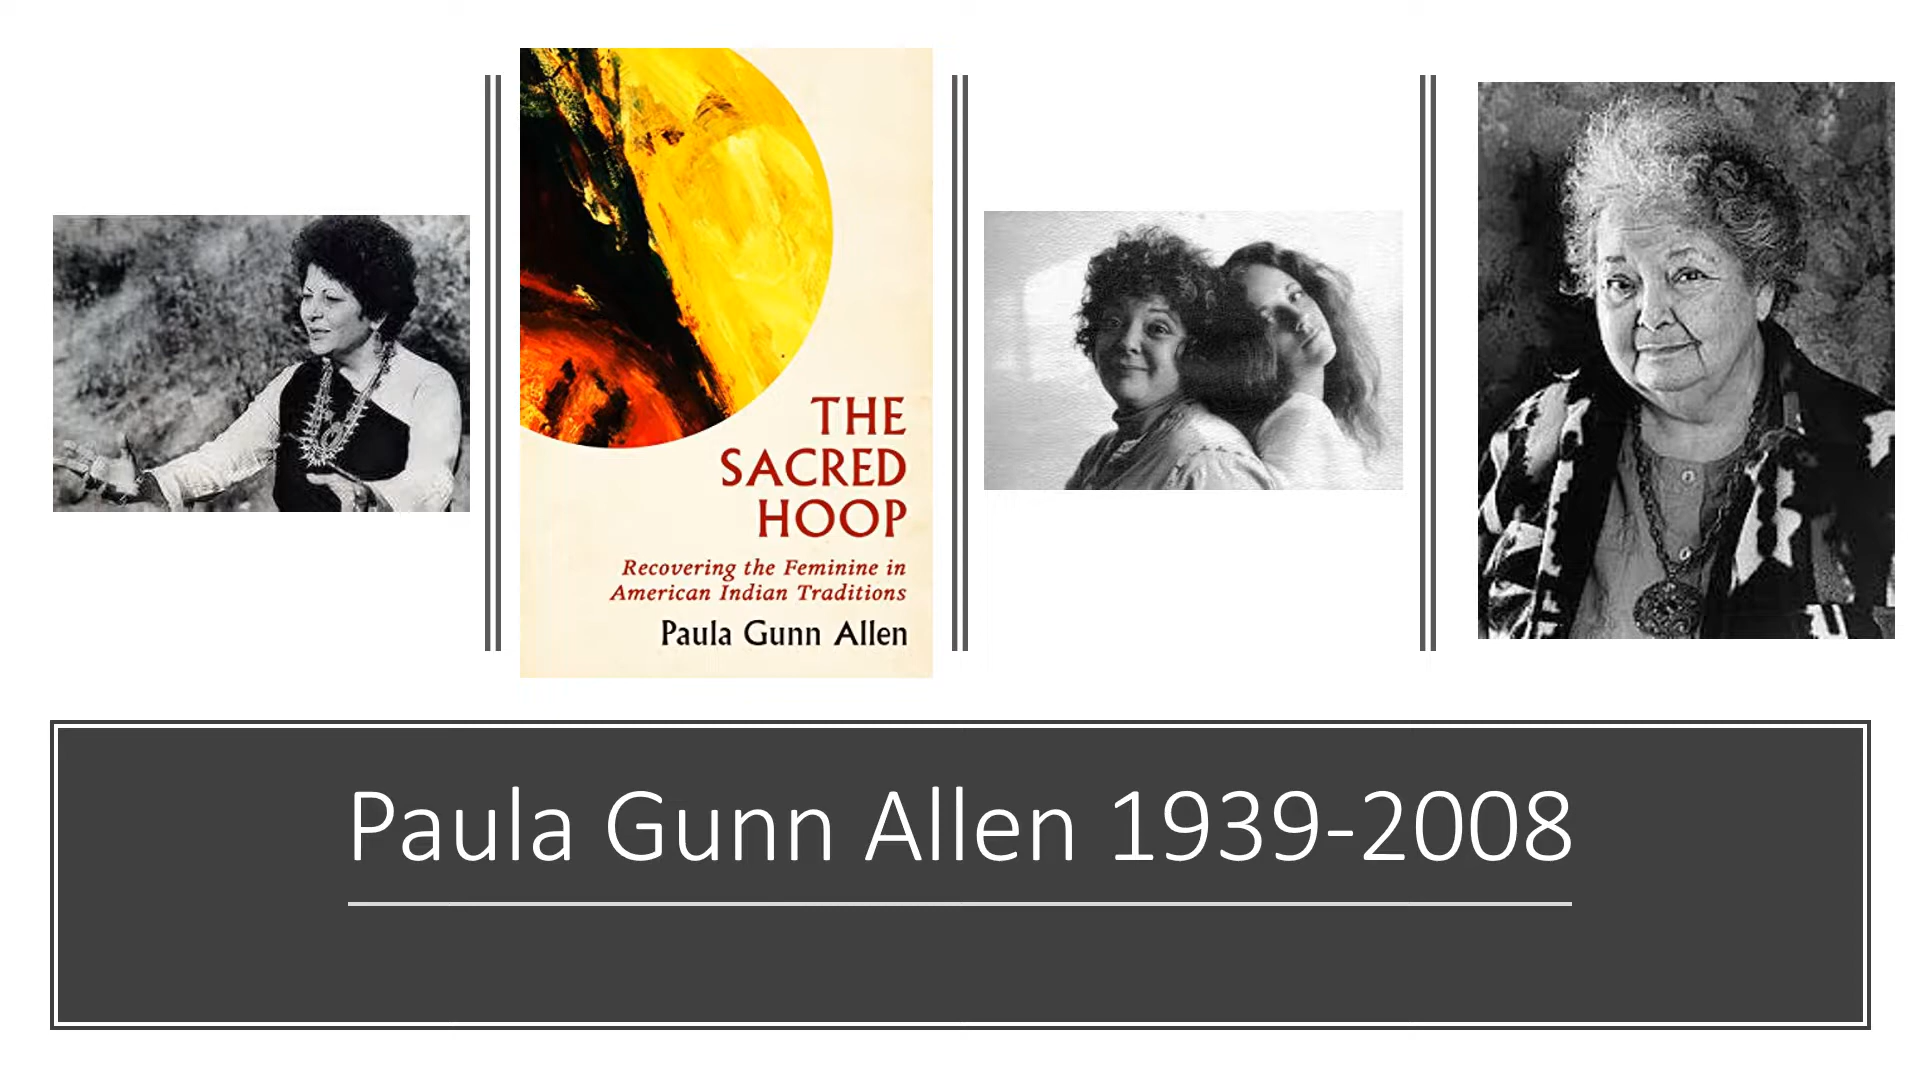 THE
SACRED
HOOP
Recovering the Feminine in
American Indian Traditions
Paula Gunn Allen
Paula Gunn Allen 1939-2008